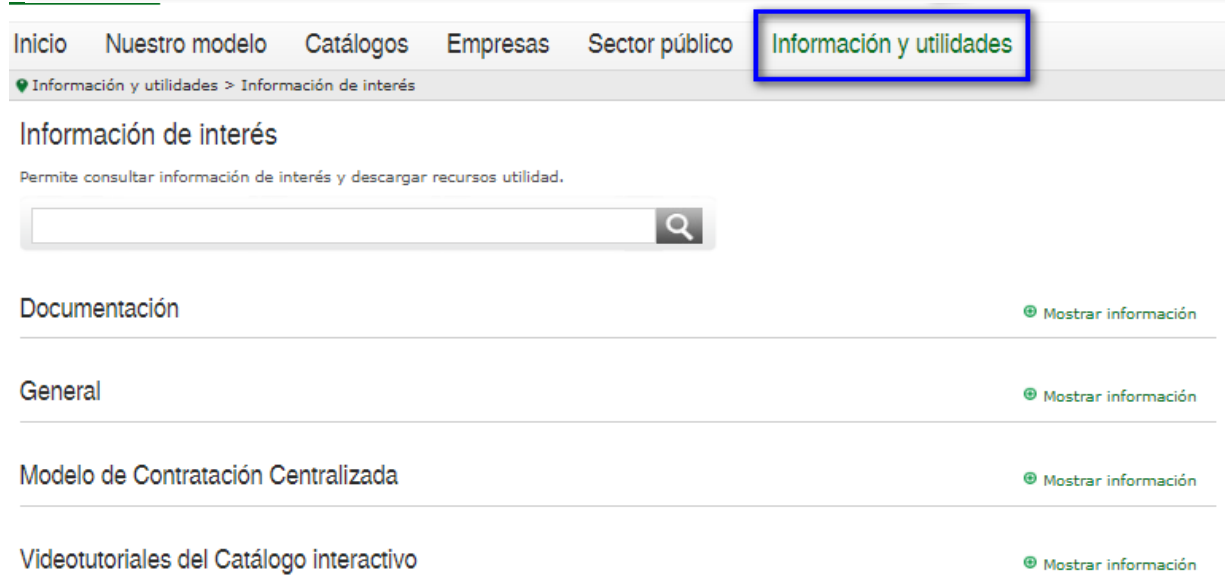 Inicio Nuestro modelo Catálogos Empresas Sector público Información y utilidades
Información y utilidades > Información de interés
Información de interés
Permite consultar información de interés y descargar recursos utilidad.
Documentación Mostrar información
General Mostrar información
Modelo de Contratación Centralizada Mostrar información
Videotutoriales del Catálogo interactivo Mostrar información